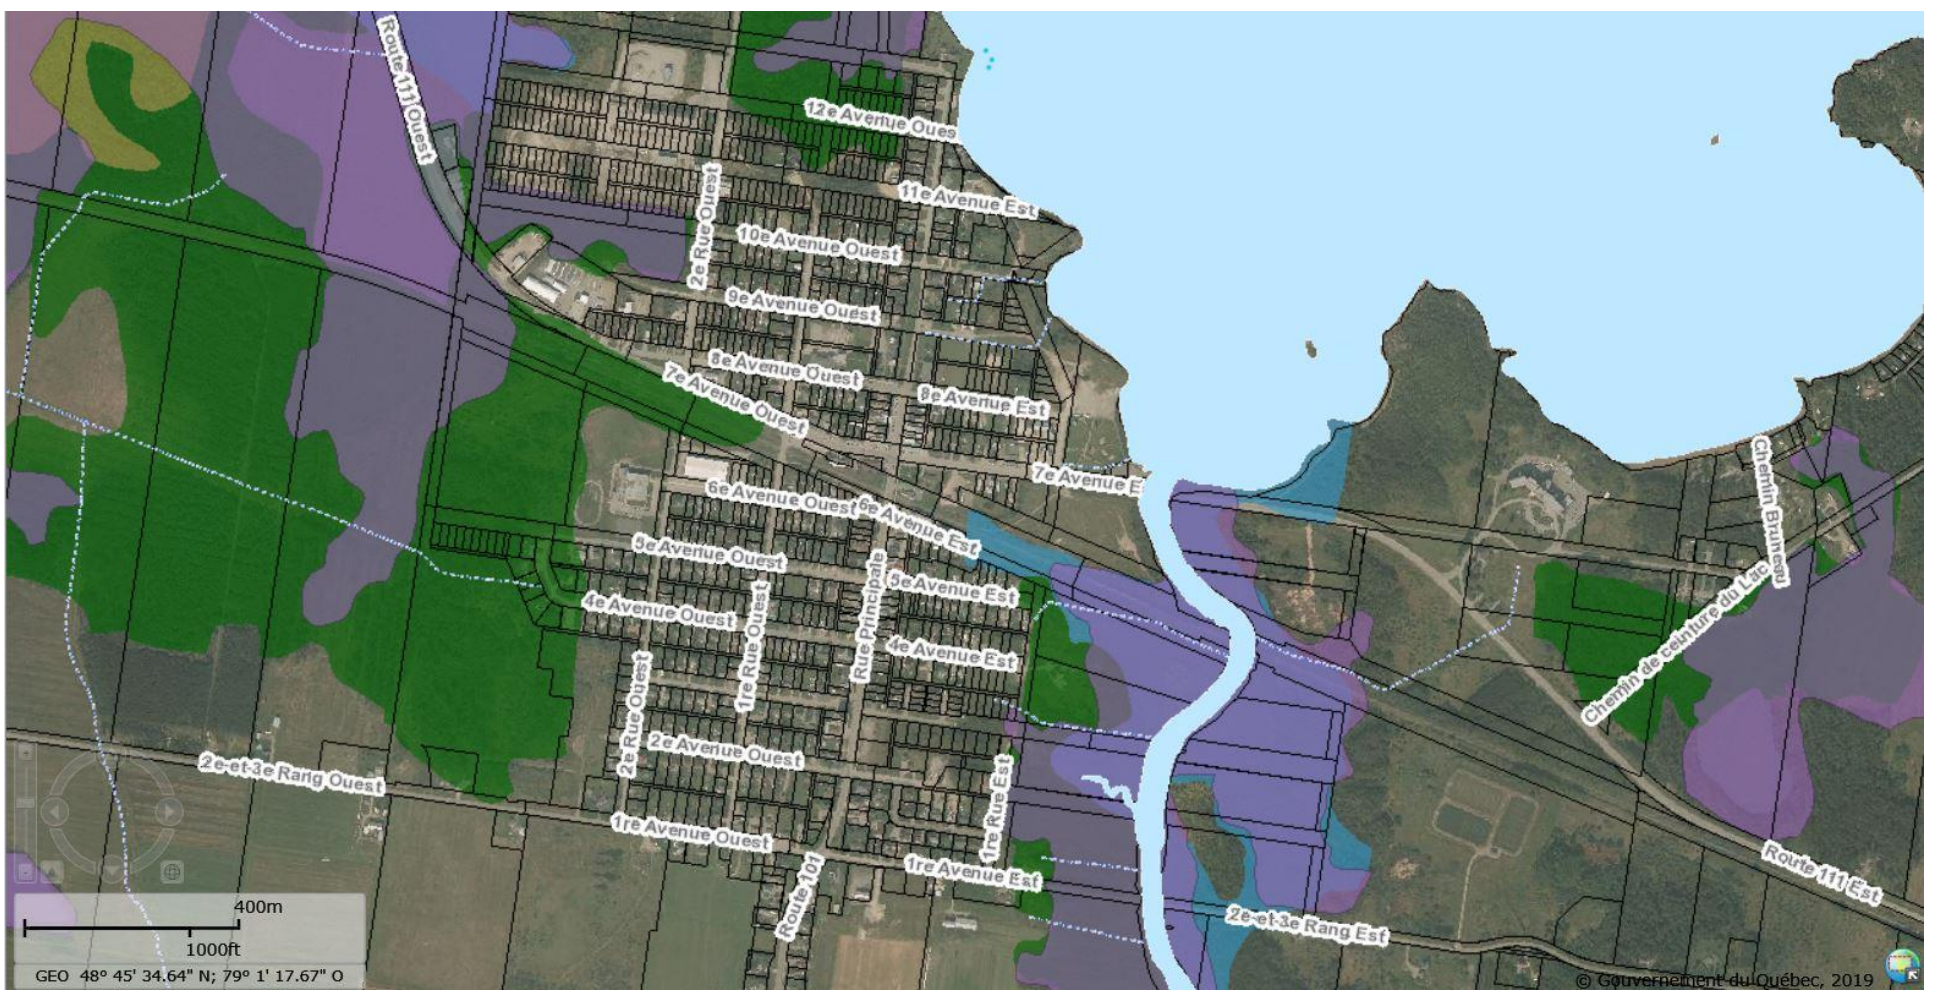 Route 111 Ouest
12e Avenue Oues
11e Avenue Est
2e Rue Ouest
10e Avenue Ouest
9e Avenue Ouest
8e Avenue Ouest
7e Avenue Ouest
8e Avenue Est
7e Avenue E
6e Avenue Ouest
6e Avenue Est
Chemin Bruneau
5e Avenue Ouest
5e Avenue Est
4e Avenue Ouest
1re Rue Ouest
Rue Principale
4e Avenue Est
Chemin de ceinture du Lac
2e Rue Ouest
2e Avenue Ouest
2e-et-3e Rang Ouest
1re Rue Est
1re Avenue Ouest
1re Avenue Est
Route 101
Route 111 Est
2e-et-3e Rang Est
400m
1000ft
GEO 48° 45' 34.64" N; 79° 1' 17.67" O
© Gouvernement du Québec, 2019